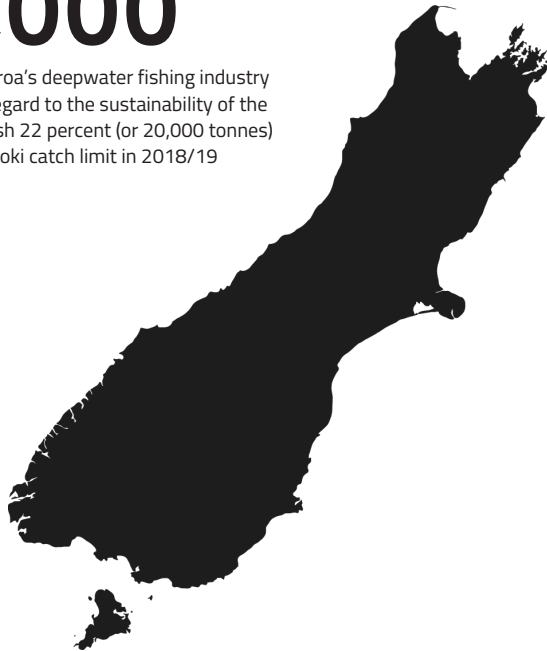 000
roa’s deepwater fishing industry
egard to the sustainability of the
sh 22 percent (or 20,000 tonnes)
oki catch limit in 2018/19